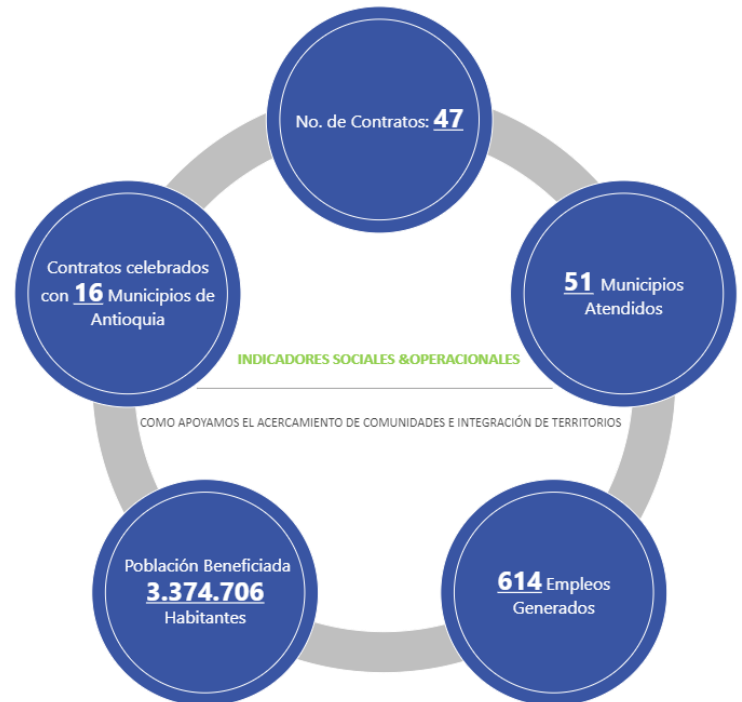 No. de Contratos: 47
51 Municipios
Atendidos
614 Empleos
Generados
Población Beneficiada
3.374.706
Habitantes
Contratos celebrados
con 16 Municipios de
Antioquia
INDICADORES SOCIALES &OPERACIONALES
COMO APOYAMOS EL ACERCAMIENTO DE COMUNIDADES E INTEGRACIÓN DE TERRITORIOS